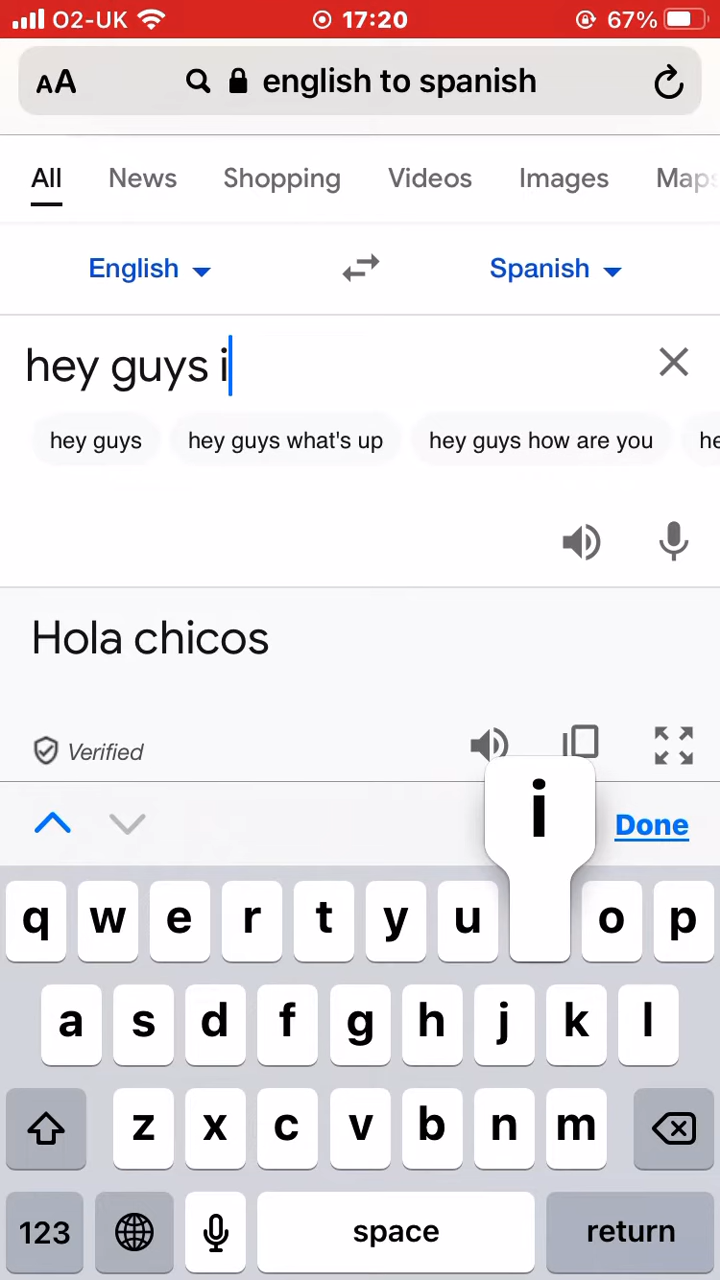 O2-UK 17:20 67%
AA english to spanish
All News Shopping Videos Images Maps
English Spanish
hey guys i
hey guys hey guys what's up hey guys how are you he
Hola chicos
Verified
i
Done
q w e r t y u o p
a s d f g h j k l
z x c v b n m
123 space return